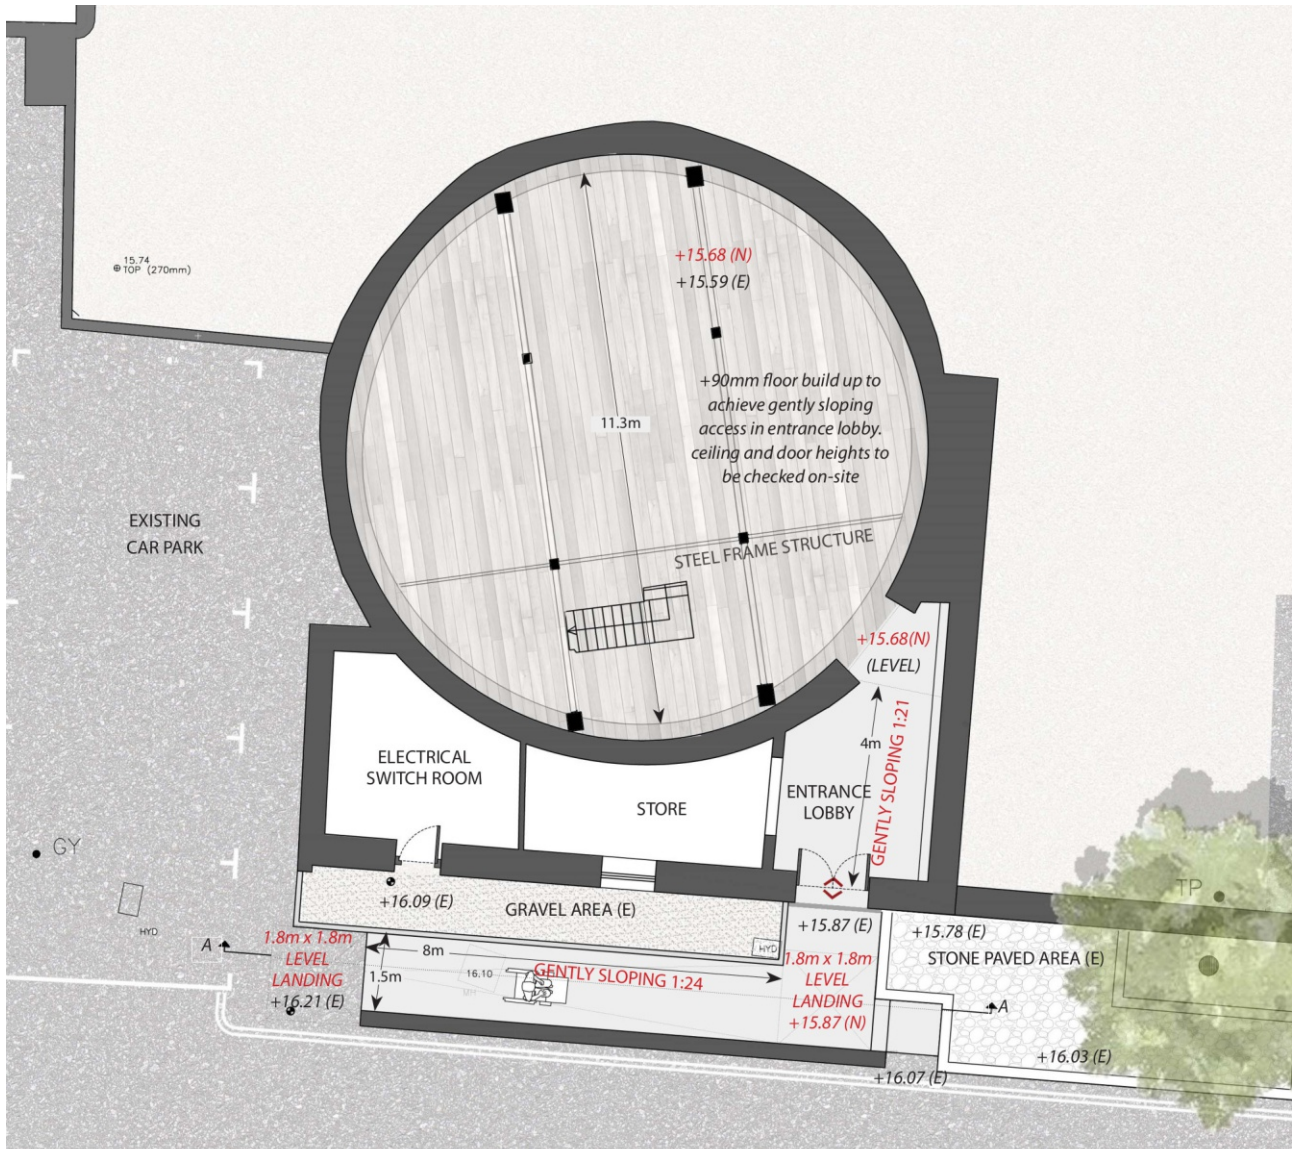 15.74
TOP (270mm)
+15.68 (N)
+15.59 (E)
+90mm floor build up to
achieve gently sloping
access in entrance lobby.
ceiling and door heights to
be checked on-site
11.3m
EXISTING
CAR PARK
STEEL FRAME STRUCTURE
+15.68(N)
(LEVEL)
4m
GENTLY SLOPING 1:21
ELECTRICAL
SWITCH ROOM
STORE
ENTRANCE
LOBBY
GY
TP
HYD
+16.09 (E)
GRAVEL AREA (E)
HYD
+15.87 (E)
+15.78 (E)
STONE PAVED AREA (E)
A
1.8m x 1.8m
LEVEL
LANDING
+16.21 (E)
8m
1.5m
16.10
GENTLY SLOPING 1:24
1.8m x 1.8m
LEVEL
LANDING
+15.87 (N)
A
+16.03 (E)
+16.07 (E)